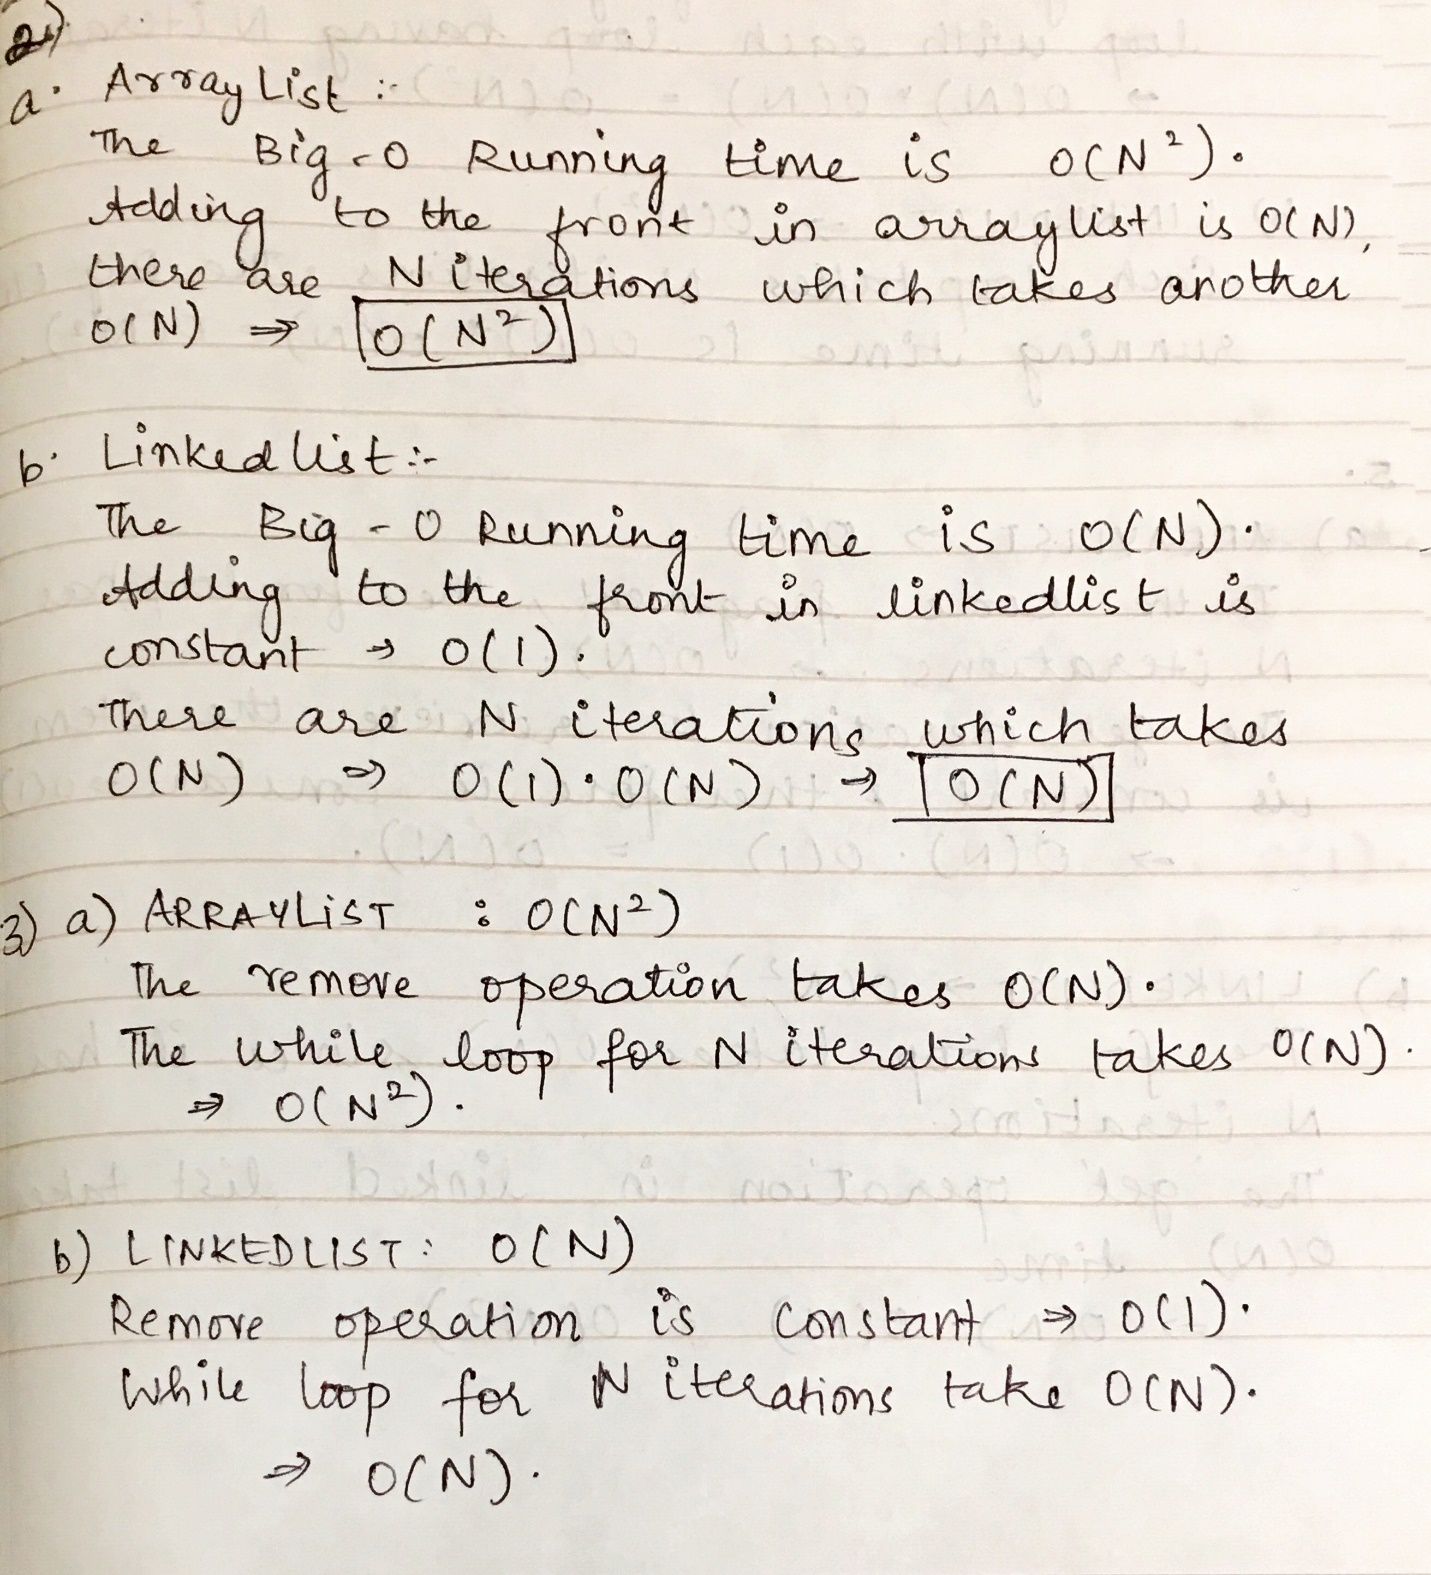 2)
a. ArrayList :-
The Big-O Running time is O(N²).
Adding to the front in arraylist is O(N),
there are N iterations which takes another
O(N) ⇒ O(N²)
b. Linked list :-
The Big-O Running time is O(N).
Adding to the front in linkedlist is
constant → O(1).
There are N iterations which takes
O(N) ⇒ O(1)·O(N) → O(N)
3) a) ARRAYLIST : O(N²)
The remove operation takes O(N).
The while loop for N iterations takes O(N).
⇒ O(N²).
b) LINKEDLIST: O(N)
Remove operation is constant ⇒ O(1).
While loop for N iterations take O(N).
⇒ O(N).